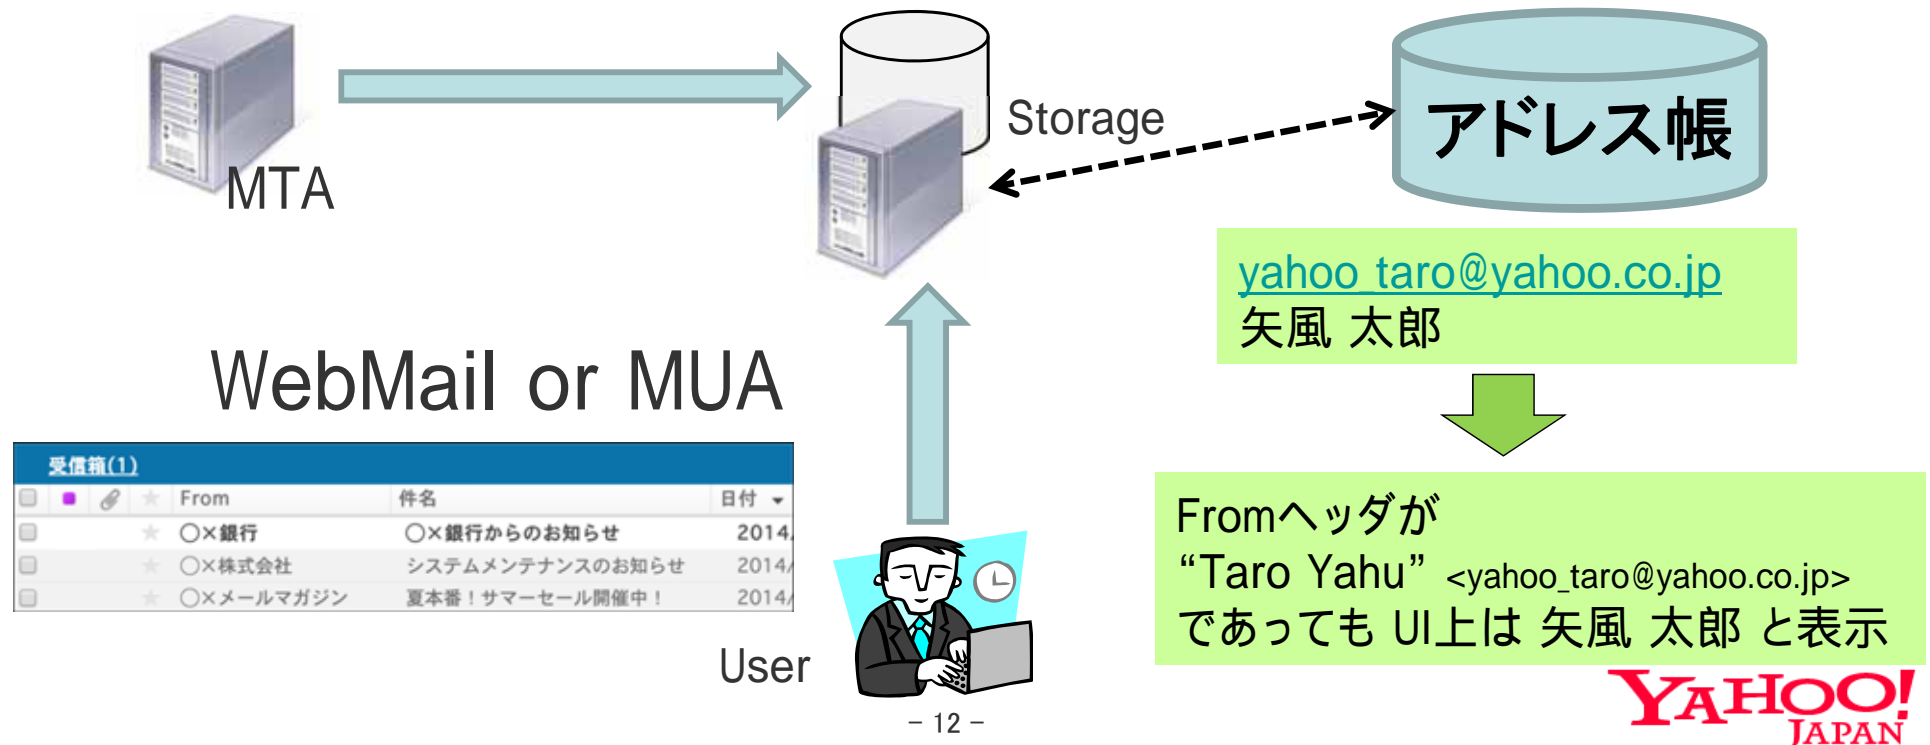 MTA
Storage
アドレス帳
yahoo_taro@yahoo.co.jp
矢風 太郎
WebMail or MUA
受信箱(1)
From 件名 日付
○×銀行 ○×銀行からのお知らせ 2014/
○×株式会社 システムメンテナンスのお知らせ 2014/
○×メールマガジン 夏本番！サマーセール開催中！ 2014/
User
Fromヘッダが
“Taro Yahu” <yahoo_taro@yahoo.co.jp>
であっても UI上は 矢風 太郎 と表示
YAHOO!
JAPAN
- 12 -